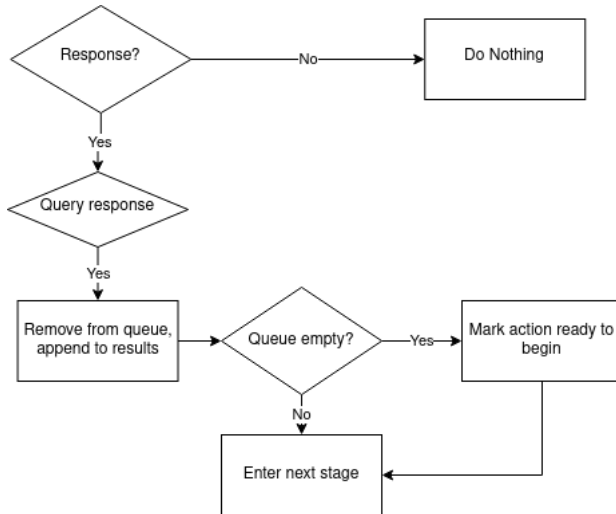 Response?
No
Do Nothing
Yes
Query response
Yes
Remove from queue,
append to results
Queue empty?
Yes
Mark action ready to
begin
No
Enter next stage